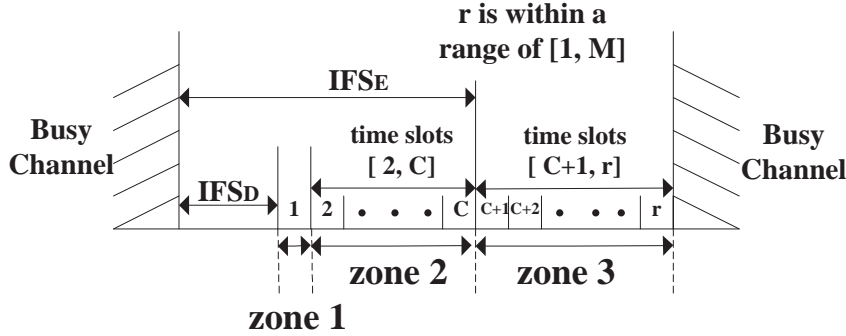 r is within a
range of [1, M]
IFSE
Busy
Channel
time slots
[ 2, C]
time slots
[ C+1, r]
Busy
Channel
IFSD
1
2
• • •
C
C+1
C+2
• • •
r
zone 2
zone 3
zone 1